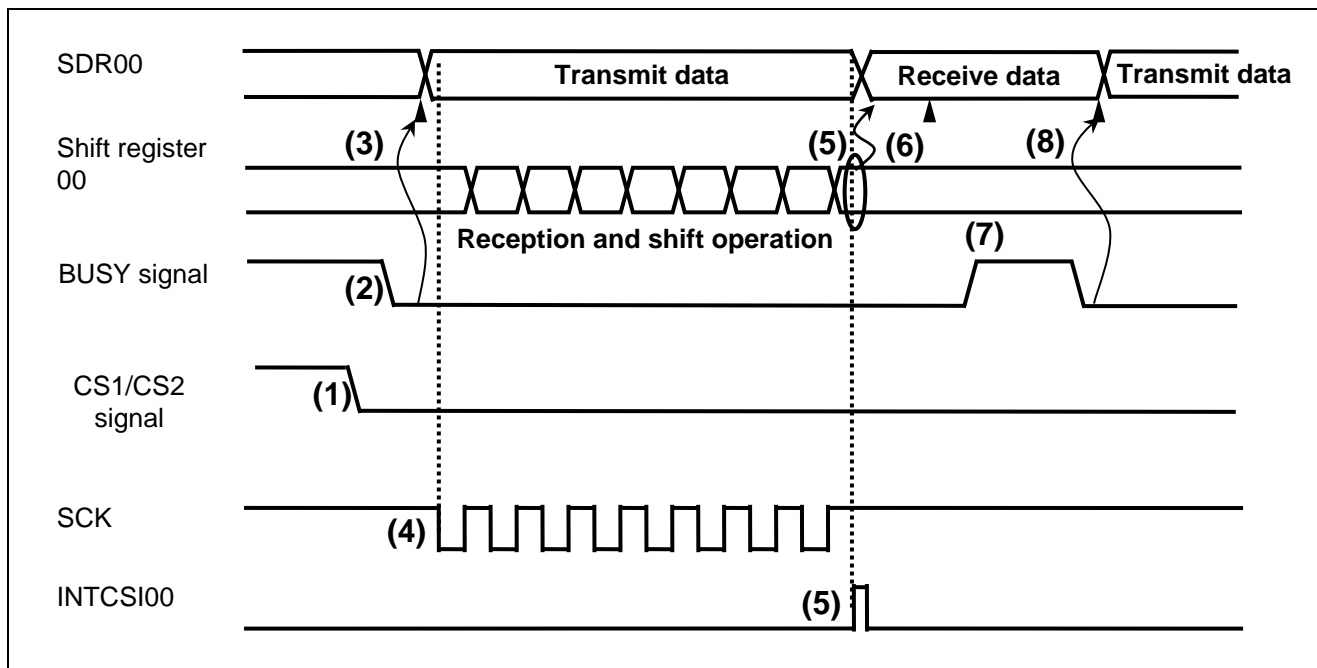 SDR00
Transmit data
Receive data
Transmit data
(3)
(5)
(6)
(8)
Shift register
00
Reception and shift operation
(7)
BUSY signal
(2)
CS1/CS2
signal
(1)
SCK
(4)
INTCSI00
(5)